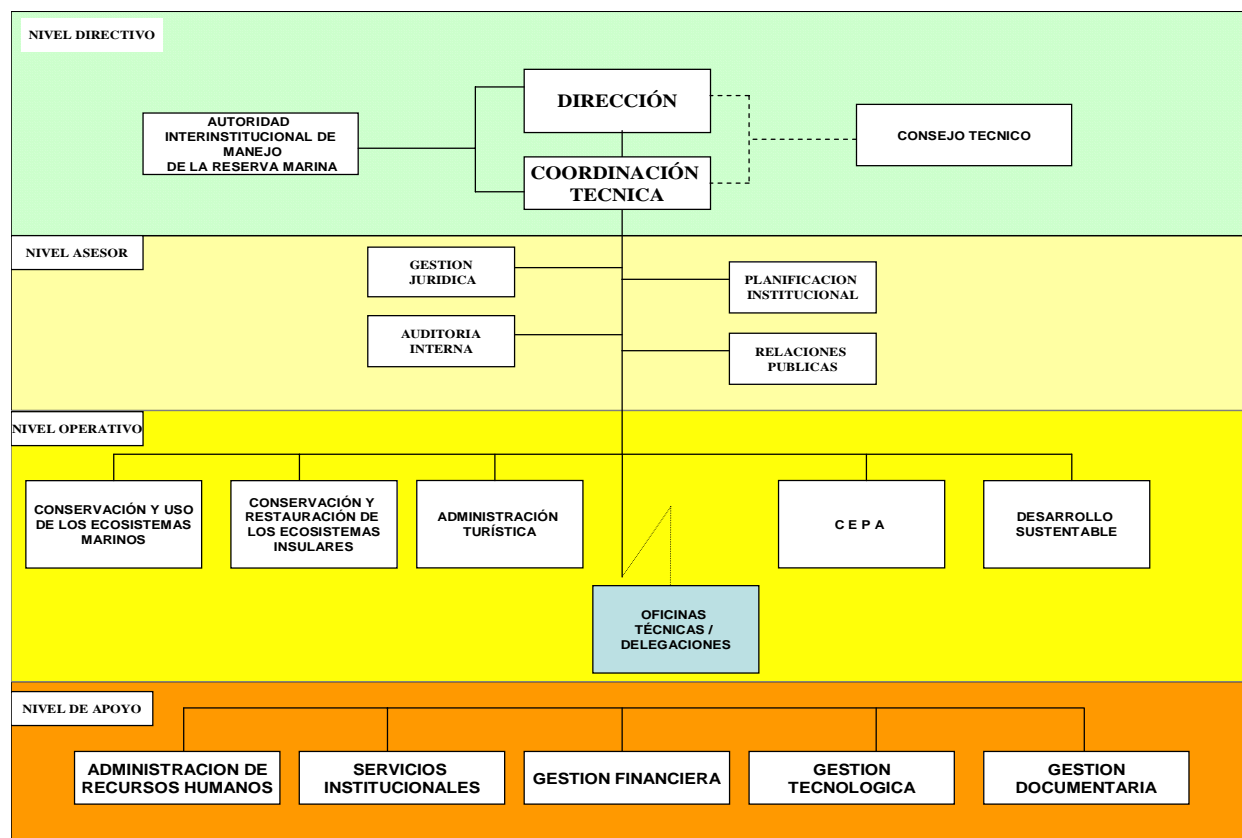 NIVEL DIRECTIVO
DIRECCIÓN
AUTORIDAD
INTERINSTITUCIONAL DE
MANEJO
DE LA RESERVA MARINA
CONSEJO TECNICO
COORDINACIÓN
TECNICA
NIVEL ASESOR
GESTION
JURIDICA
PLANIFICACION
INSTITUCIONAL
AUDITORIA
INTERNA
RELACIONES
PUBLICAS
NIVEL OPERATIVO
CONSERVACIÓN Y USO
DE LOS ECOSISTEMAS
MARINOS
CONSERVACIÓN Y
RESTAURACIÓN DE
LOS ECOSISTEMAS
INSULARES
ADMINISTRACIÓN
TURÍSTICA
C E P A
DESARROLLO
SUSTENTABLE
OFICINAS
TÉCNICAS /
DELEGACIONES
NIVEL DE APOYO
ADMINISTRACION DE
RECURSOS HUMANOS
SERVICIOS
INSTITUCIONALES
GESTION FINANCIERA
GESTION
TECNOLOGICA
GESTION
DOCUMENTARIA